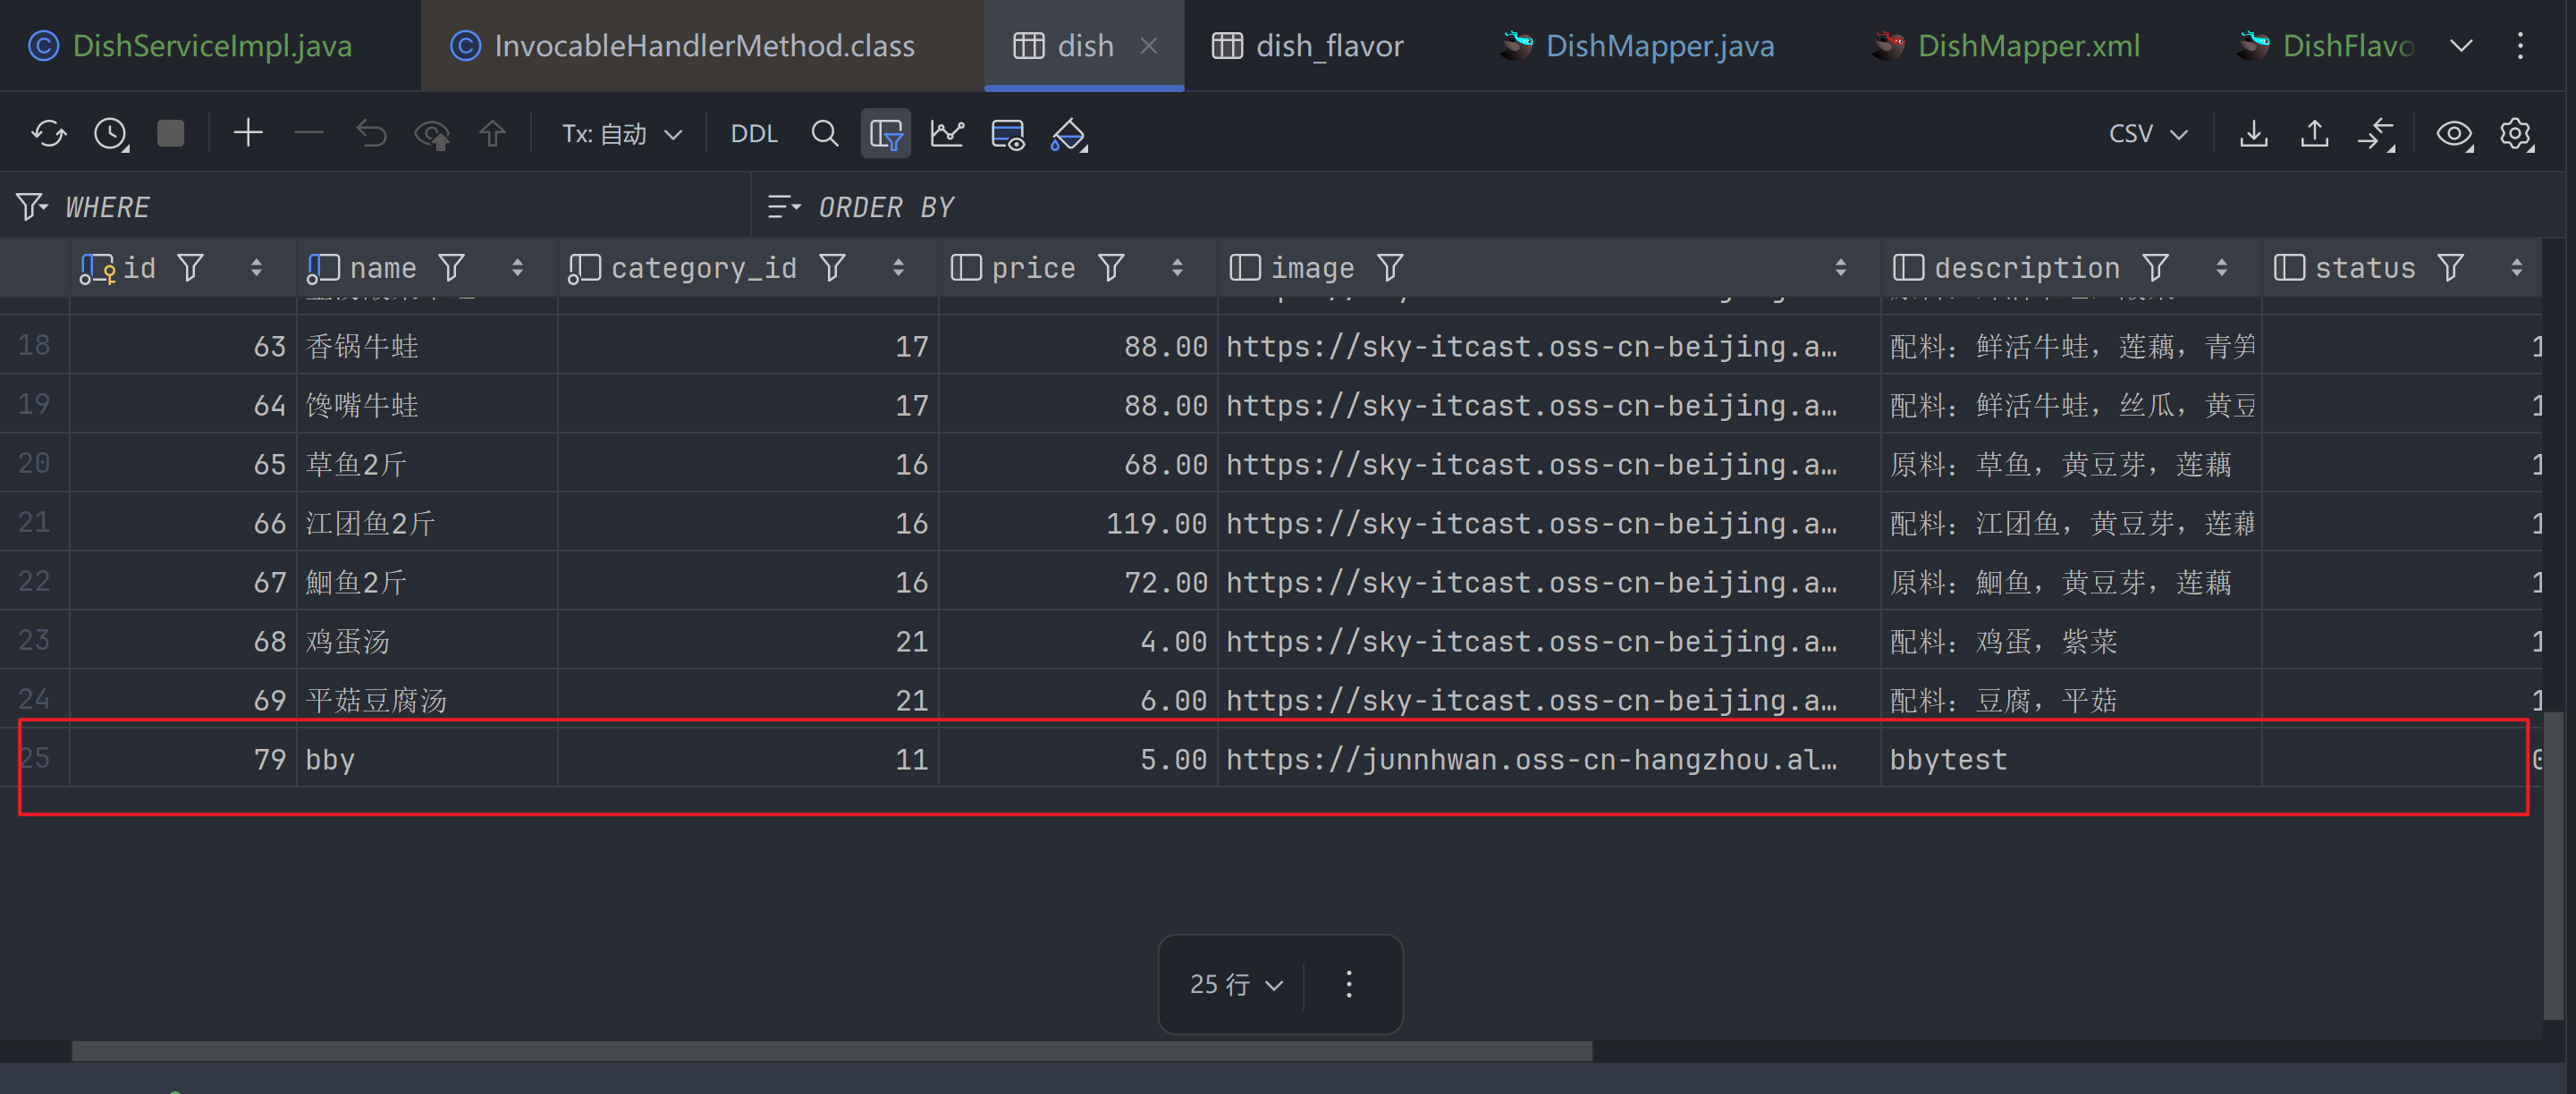 DishServiceImpl.java InvocableHandlerMethod.class dish dish_flavor DishMapper.java DishMapper.xml DishFlavo
Tx: 自动 DDL CSV
WHERE ORDER BY
id name category_id price image description status
18 63 香锅牛蛙 17 88.00 https://sky-itcast.oss-cn-beijing.a… 配料：鲜活牛蛙，莲藕，青笋 1
19 64 馋嘴牛蛙 17 88.00 https://sky-itcast.oss-cn-beijing.a… 配料：鲜活牛蛙，丝瓜，黄豆 1
20 65 草鱼2斤 16 68.00 https://sky-itcast.oss-cn-beijing.a… 原料：草鱼，黄豆芽，莲藕 1
21 66 江团鱼2斤 16 119.00 https://sky-itcast.oss-cn-beijing.a… 配料：江团鱼，黄豆芽，莲藕 1
22 67 鮰鱼2斤 16 72.00 https://sky-itcast.oss-cn-beijing.a… 原料：鮰鱼，黄豆芽，莲藕 1
23 68 鸡蛋汤 21 4.00 https://sky-itcast.oss-cn-beijing.a… 配料：鸡蛋，紫菜 1
24 69 平菇豆腐汤 21 6.00 https://sky-itcast.oss-cn-beijing.a… 配料：豆腐，平菇 1
25 79 bby 11 5.00 https://junnhwan.oss-cn-hangzhou.al… bbytest 0
25 行